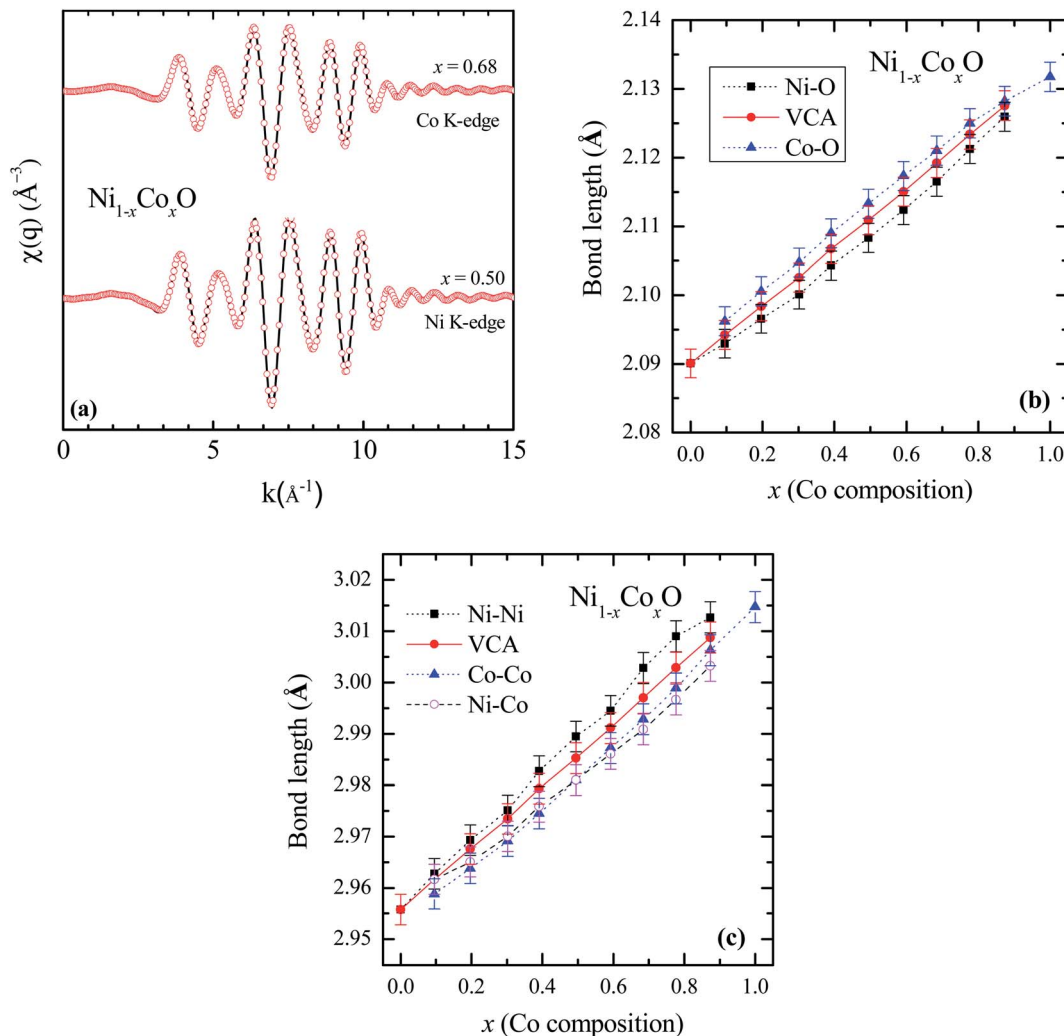 χ(q) (Å⁻³)
x = 0.68
Co K-edge
Ni₁₋ₓCoₓO
x = 0.50
Ni K-edge
(a)
0 5 10 15
k(Å⁻¹)
Bond length (Å)
2.14
2.13
2.12
2.11
2.10
2.09
2.08
Ni-O
VCA
Co-O
Ni₁₋ₓCoₓO
(b)
0.0 0.2 0.4 0.6 0.8 1.0
x (Co composition)
Bond length (Å)
3.02
3.01
3.00
2.99
2.98
2.97
2.96
2.95
Ni₁₋ₓCoₓO
Ni-Ni
VCA
Co-Co
Ni-Co
(c)
0.0 0.2 0.4 0.6 0.8 1.0
x (Co composition)